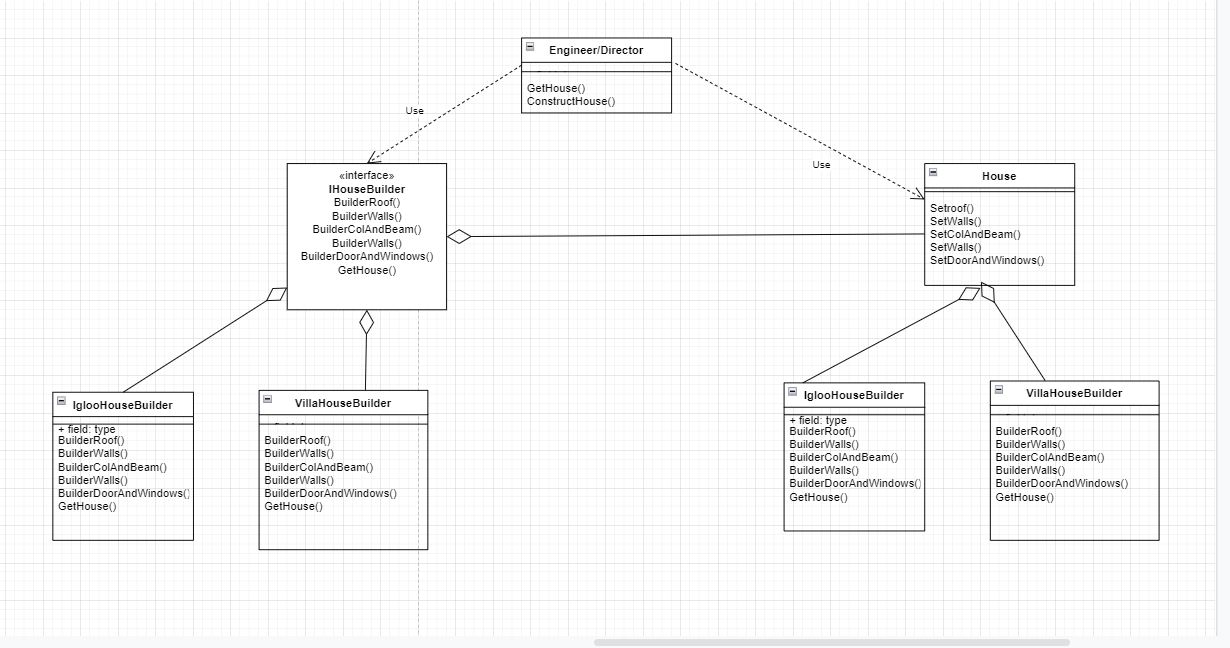 Engineer/Director
GetHouse()
ConstructHouse()
Use
Use
«interface»
IHouseBuilder
BuilderRoof()
BuilderWalls()
BuilderColAndBeam()
BuilderWalls()
BuilderDoorAndWindows()
GetHouse()
House
Setroof()
SetWalls()
SetColAndBeam()
SetWalls()
SetDoorAndWindows()
IglooHouseBuilder
+ field: type
BuilderRoof()
BuilderWalls()
BuilderColAndBeam()
BuilderWalls()
BuilderDoorAndWindows()
GetHouse()
VillaHouseBuilder
BuilderRoof()
BuilderWalls()
BuilderColAndBeam()
BuilderWalls()
BuilderDoorAndWindows()
GetHouse()
IglooHouseBuilder
+ field: type
BuilderRoof()
BuilderWalls()
BuilderColAndBeam()
BuilderWalls()
BuilderDoorAndWindows()
GetHouse()
VillaHouseBuilder
BuilderRoof()
BuilderWalls()
BuilderColAndBeam()
BuilderWalls()
BuilderDoorAndWindows()
GetHouse()